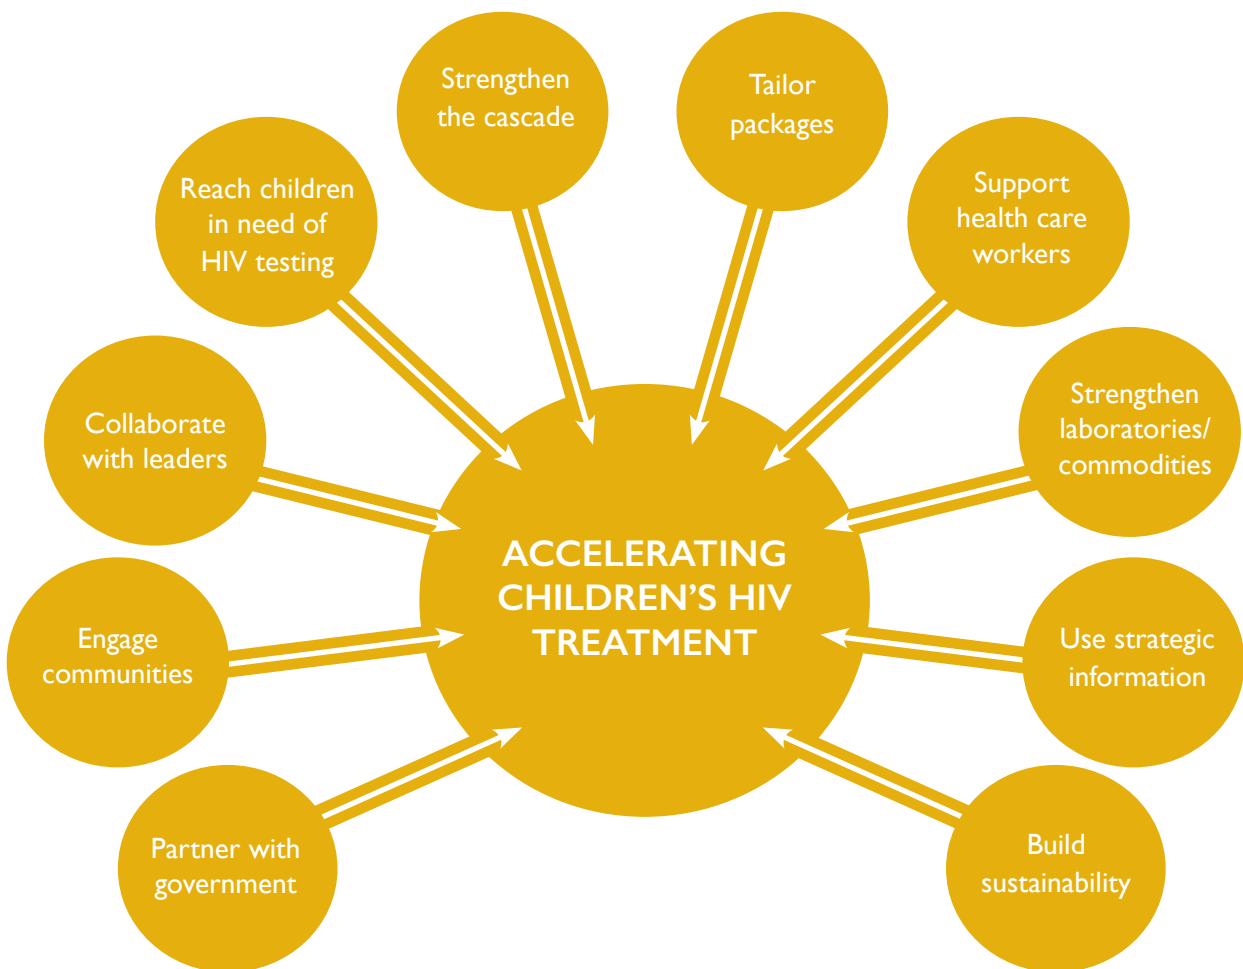 Strengthen
the cascade
Tailor
packages
Reach children
in need of
HIV testing
Support
health care
workers
Collaborate
with leaders
Strengthen
laboratories/
commodities
ACCELERATING
CHILDREN’S HIV
TREATMENT
Engage
communities
Use strategic
information
Partner with
government
Build
sustainability